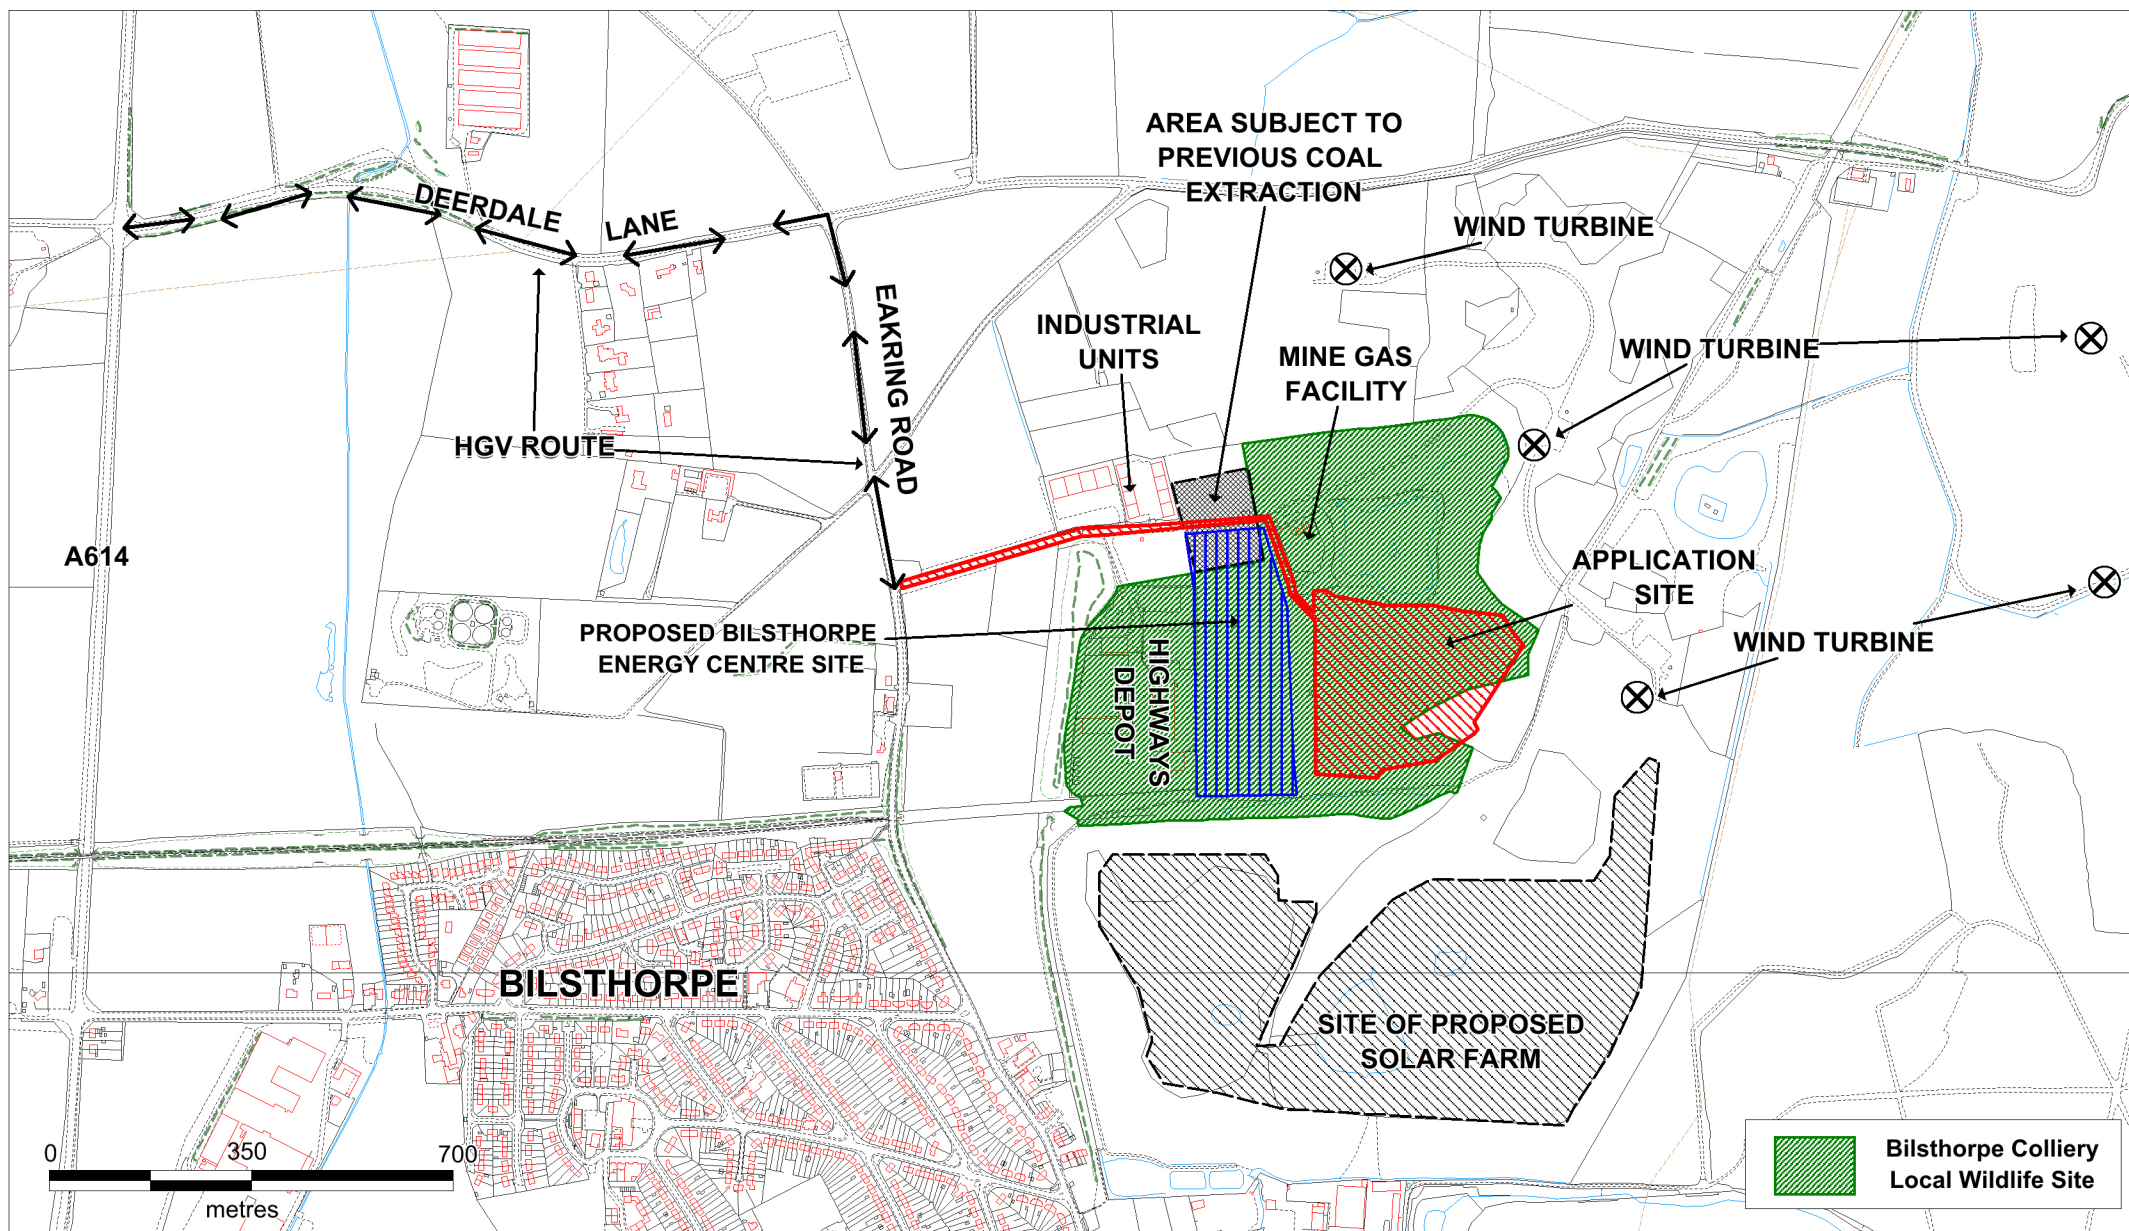 AREA SUBJECT TO
PREVIOUS COAL
EXTRACTION
DEERDALE
LANE
WIND TURBINE
EAKRING ROAD
INDUSTRIAL
UNITS
MINE GAS
FACILITY
WIND TURBINE
HGV ROUTE
A614
APPLICATION
SITE
PROPOSED BILSTHORPE
ENERGY CENTRE SITE
HIGHWAYS
DEPOT
WIND TURBINE
BILSTHORPE
SITE OF PROPOSED
SOLAR FARM
0 350 700
metres
Bilsthorpe Colliery
Local Wildlife Site